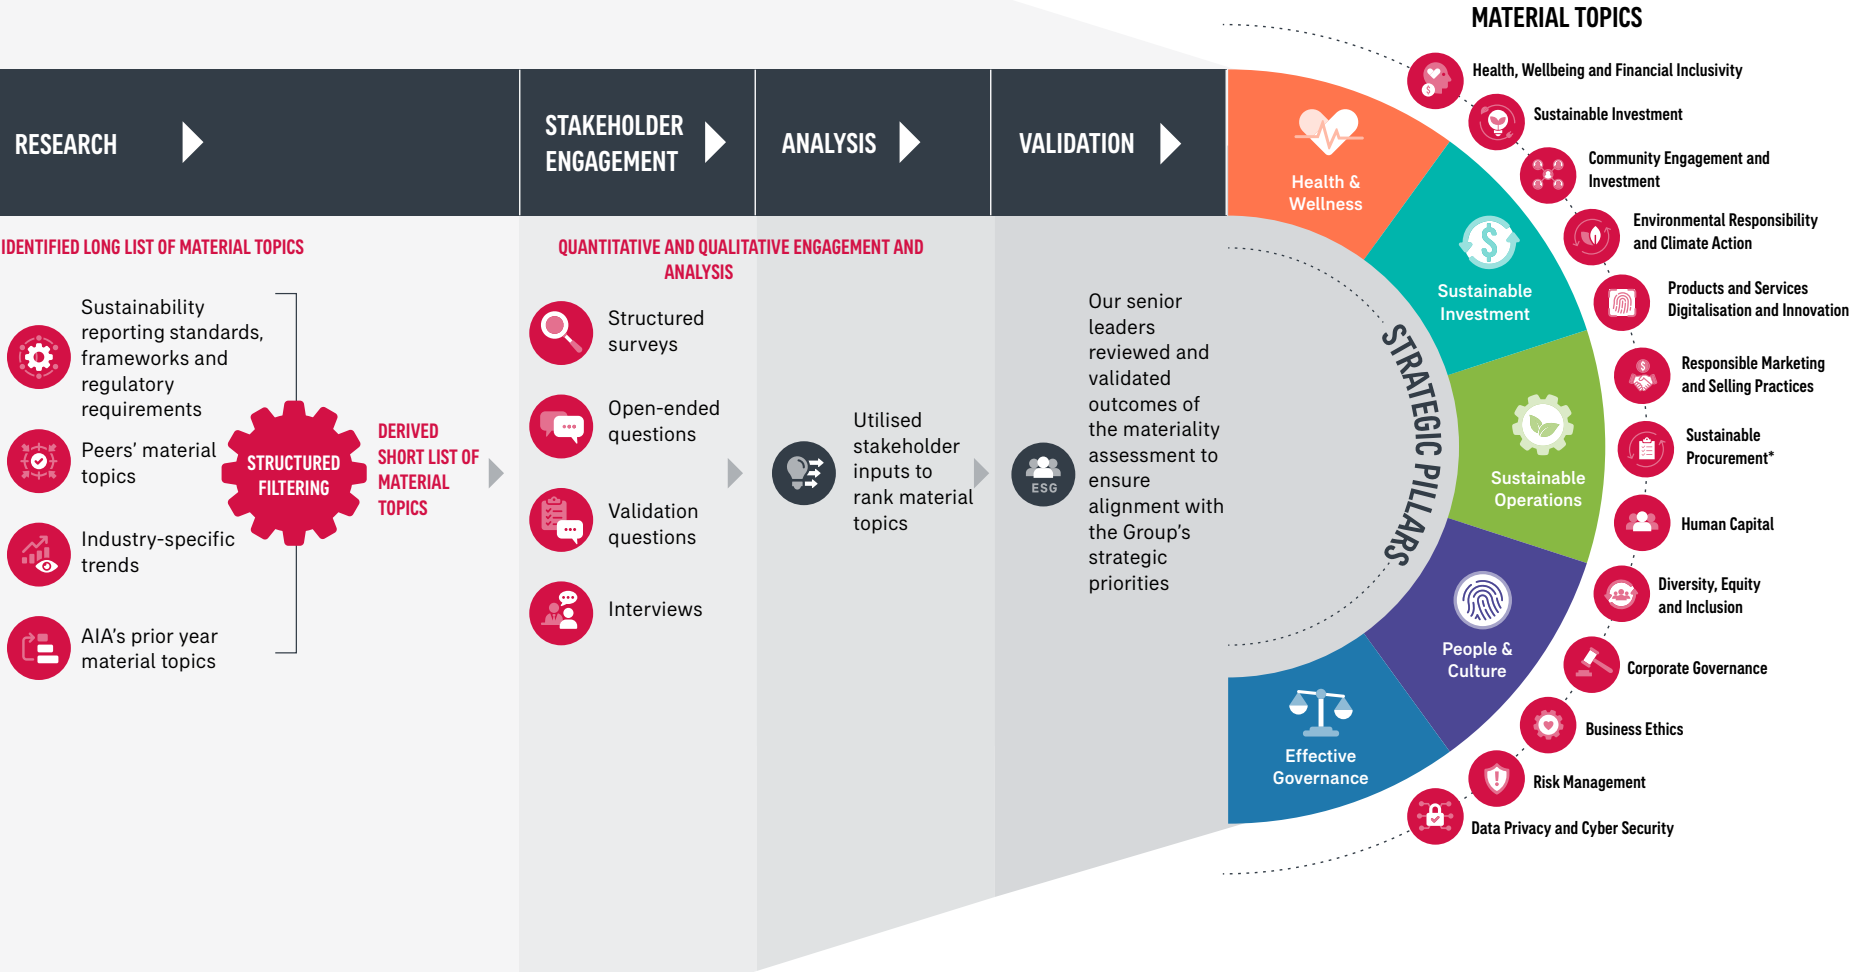 MATERIAL TOPICS
RESEARCH
STAKEHOLDER
ENGAGEMENT
ANALYSIS
VALIDATION
IDENTIFIED LONG LIST OF MATERIAL TOPICS
Sustainability
reporting standards,
frameworks and
regulatory
requirements
Peers’ material
topics
Industry-specific
trends
AIA’s prior year
material topics
STRUCTURED
FILTERING
DERIVED
SHORT LIST OF
MATERIAL
TOPICS
QUANTITATIVE AND QUALITATIVE ENGAGEMENT AND
ANALYSIS
Structured
surveys
Open-ended
questions
Validation
questions
Interviews
Utilised
stakeholder
inputs to
rank material
topics
ESG
Our senior
leaders
reviewed and
validated
outcomes of
the materiality
assessment to
ensure
alignment with
the Group’s
strategic
priorities
STRATEGIC PILLARS
Health &
Wellness
Sustainable
Investment
Sustainable
Operations
People &
Culture
Effective
Governance
Health, Wellbeing and Financial Inclusivity
Sustainable Investment
Community Engagement and
Investment
Environmental Responsibility
and Climate Action
Products and Services
Digitalisation and Innovation
Responsible Marketing
and Selling Practices
Sustainable
Procurement*
Human Capital
Diversity, Equity
and Inclusion
Corporate Governance
Business Ethics
Risk Management
Data Privacy and Cyber Security